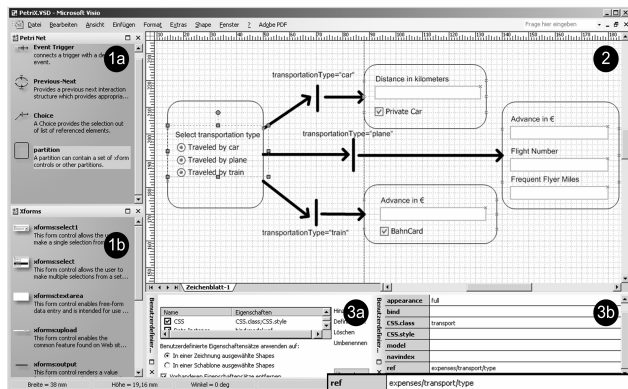 PetriX.VSD - Microsoft Visio
Datei Bearbeiten Ansicht Einfügen Format Extras Shape Fenster ? Adobe PDF
Frage hier eingeben
Petri Net
Event Trigger
connects a trigger with a de
event.
1a
Previous-Next
Provides a previous next interaction
structure which provides appropria...
Choice
A Choice provides the selection out
of list of referenced elements.
partition
A partition can contain a set of xform
controls or other partitions.
Xforms
xforms:select1
This form control allows the user
make a single selection from
1b
xforms:select
This form control allows the user to
make multiple selections from a set...
xforms:textarea
This form control enables free-form
data entry and is intended for use ...
xforms:upload
This form control enables the
common feature found on Web sit...
xforms:output
This form control renders a value
2
transportationType="car"
Distance in kilometers
Private Car
Select transportation type
Traveled by car
Traveled by plane
Traveled by train
transportationType="plane"
Advance in €
Flight Number
Frequent Flyer Miles
Advance in €
BahnCard
transportationType="train"
Zeichenblatt-1
Benutzerdefinier...
Name Eigenschaften
CSS CSS.class;CSS.style
3a
Hin
Defin
Löschen
Umbenennen
Benutzerdefinierte Eigenschaftensätze anwenden auf:
In einer Zeichnung ausgewählte Shapes
In einer Schablone ausgewählte Shapes
Vorhandenen Eigenschaftensätze entfernen
Benutzerdefinier...
appearance full
bind
CSS.class transport
CSS.style
model
navindex
ref expenses/transport/type
3b
Breite = 38 mm Höhe = 19,16 mm Winkel = 0 deg
ref expenses/transport/type